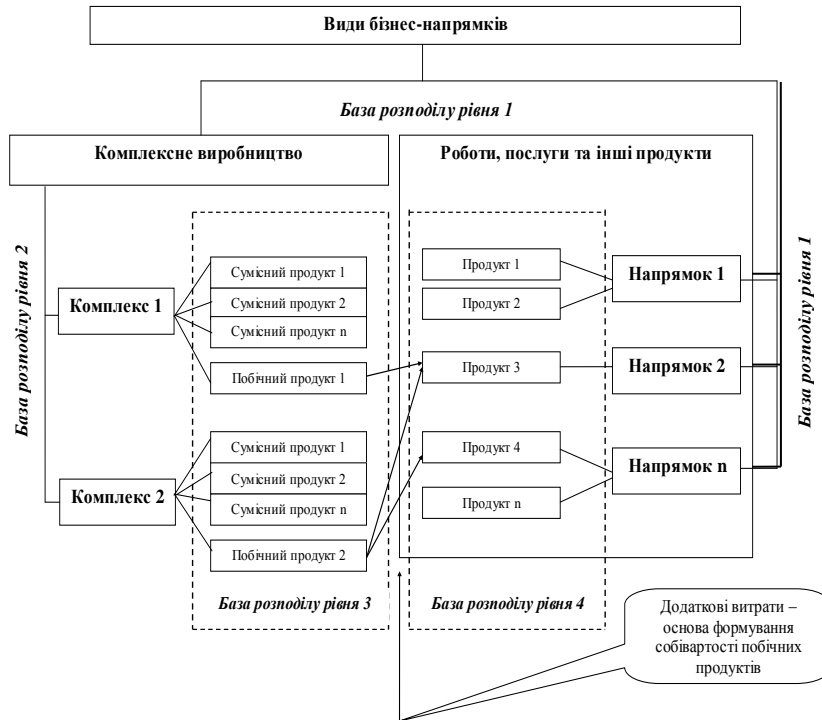 Види бізнес-напрямків
База розподілу рівня 1
Комплексне виробництво
Роботи, послуги та інші продукти
База розподілу рівня 2
Комплекс 1
Сумісний продукт 1
Сумісний продукт 2
Сумісний продукт n
Побічний продукт 1
Комплекс 2
Сумісний продукт 1
Сумісний продукт 2
Сумісний продукт n
Побічний продукт 2
База розподілу рівня 3
Продукт 1
Продукт 2
Продукт 3
Продукт 4
Продукт n
База розподілу рівня 4
Напрямок 1
Напрямок 2
Напрямок n
База розподілу рівня 1
Додаткові витрати –
основа формування
собівартості побічних
продуктів